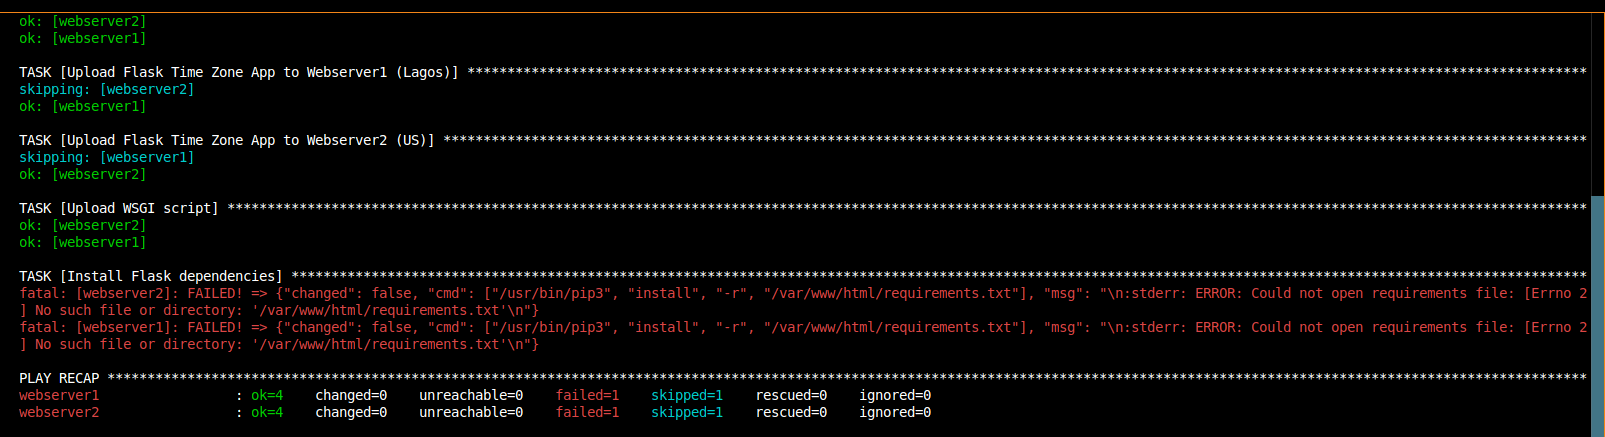 ok: [webserver2]
ok: [webserver1]
TASK [Upload Flask Time Zone App to Webserver1 (Lagos)] ********************************************************************************************************************************************
skipping: [webserver2]
ok: [webserver1]
TASK [Upload Flask Time Zone App to Webserver2 (US)] ***********************************************************************************************************************************************
skipping: [webserver1]
ok: [webserver2]
TASK [Upload WSGI script] **************************************************************************************************************************************************************************
ok: [webserver2]
ok: [webserver1]
TASK [Install Flask dependencies] ******************************************************************************************************************************************************************
fatal: [webserver2]: FAILED! => {"changed": false, "cmd": ["/usr/bin/pip3", "install", "-r", "/var/www/html/requirements.txt"], "msg": "\n:stderr: ERROR: Could not open requirements file: [Errno 2
] No such file or directory: '/var/www/html/requirements.txt'\n"}
fatal: [webserver1]: FAILED! => {"changed": false, "cmd": ["/usr/bin/pip3", "install", "-r", "/var/www/html/requirements.txt"], "msg": "\n:stderr: ERROR: Could not open requirements file: [Errno 2
] No such file or directory: '/var/www/html/requirements.txt'\n"}
PLAY RECAP *****************************************************************************************************************************************************************************************
webserver1                 : ok=4    changed=0    unreachable=0    failed=1    skipped=1    rescued=0    ignored=0
webserver2                 : ok=4    changed=0    unreachable=0    failed=1    skipped=1    rescued=0    ignored=0